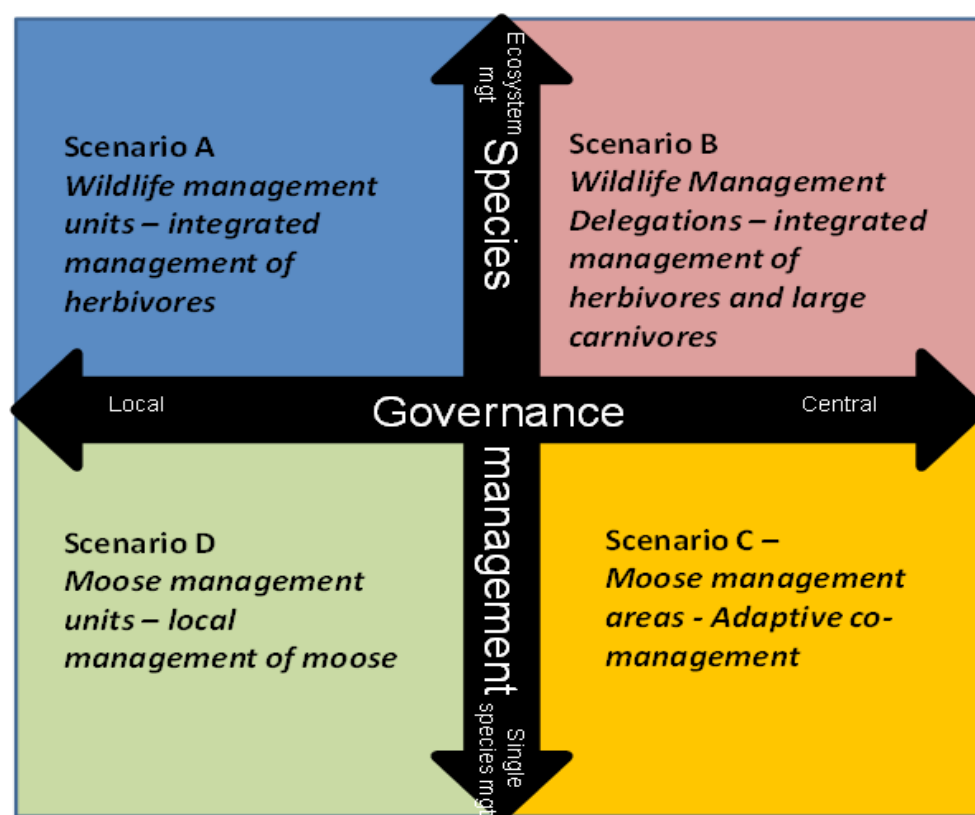 Ecosystem
mgt
Species
Scenario A
Wildlife management
units – integrated
management of
herbivores
Scenario B
Wildlife Management
Delegations – integrated
management of
herbivores and large
carnivores
Local
Governance
Central
management
Scenario D
Moose management
units – local
management of moose
Scenario C –
Moose management
areas - Adaptive co-
management
Single
species mgt